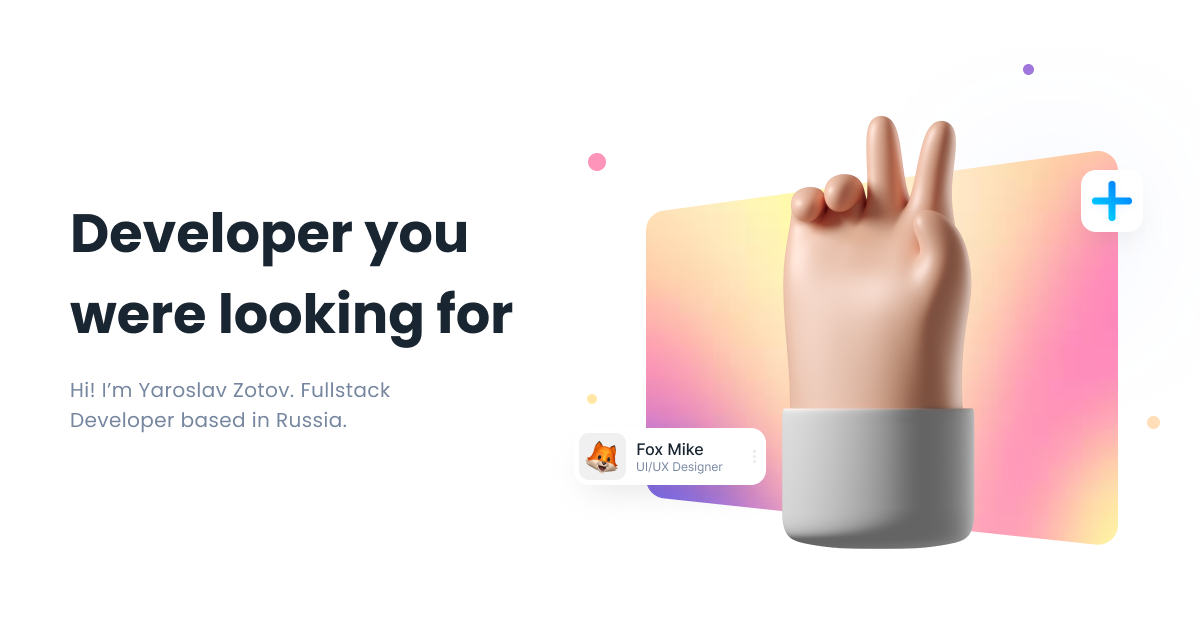 Developer you
were looking for
Hi! I’m Yaroslav Zotov. Fullstack
Developer based in Russia.
Fox Mike
UI/UX Designer